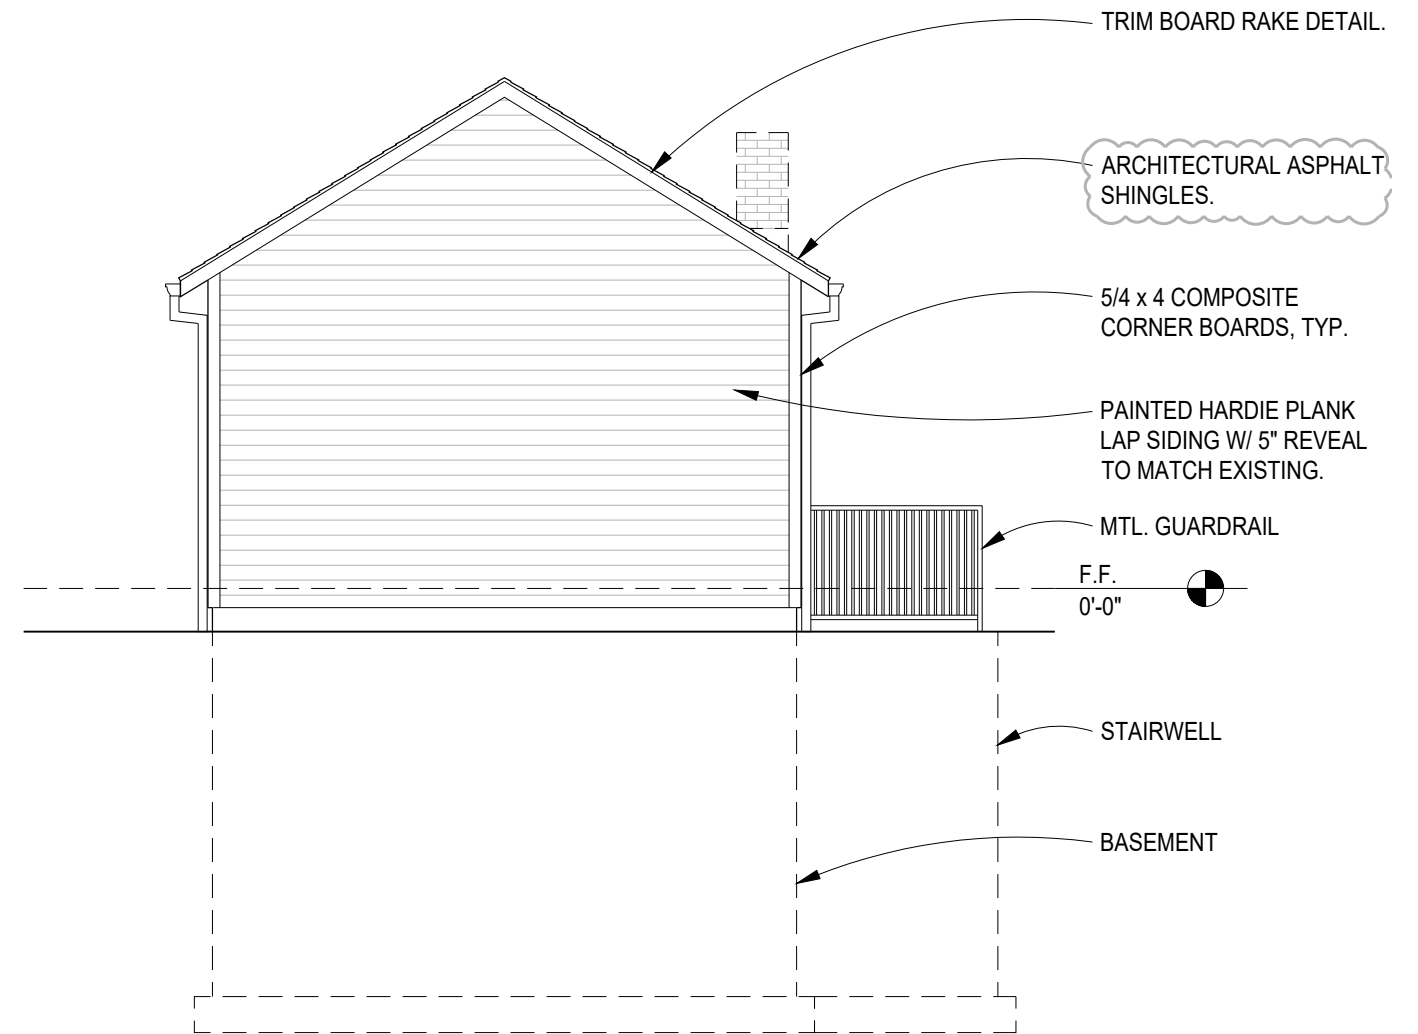 TRIM BOARD RAKE DETAIL.
ARCHITECTURAL ASPHALT
SHINGLES.
5/4 x 4 COMPOSITE
CORNER BOARDS, TYP.
PAINTED HARDIE PLANK
LAP SIDING W/ 5" REVEAL
TO MATCH EXISTING.
MTL. GUARDRAIL
F.F.
0'-0"
STAIRWELL
BASEMENT